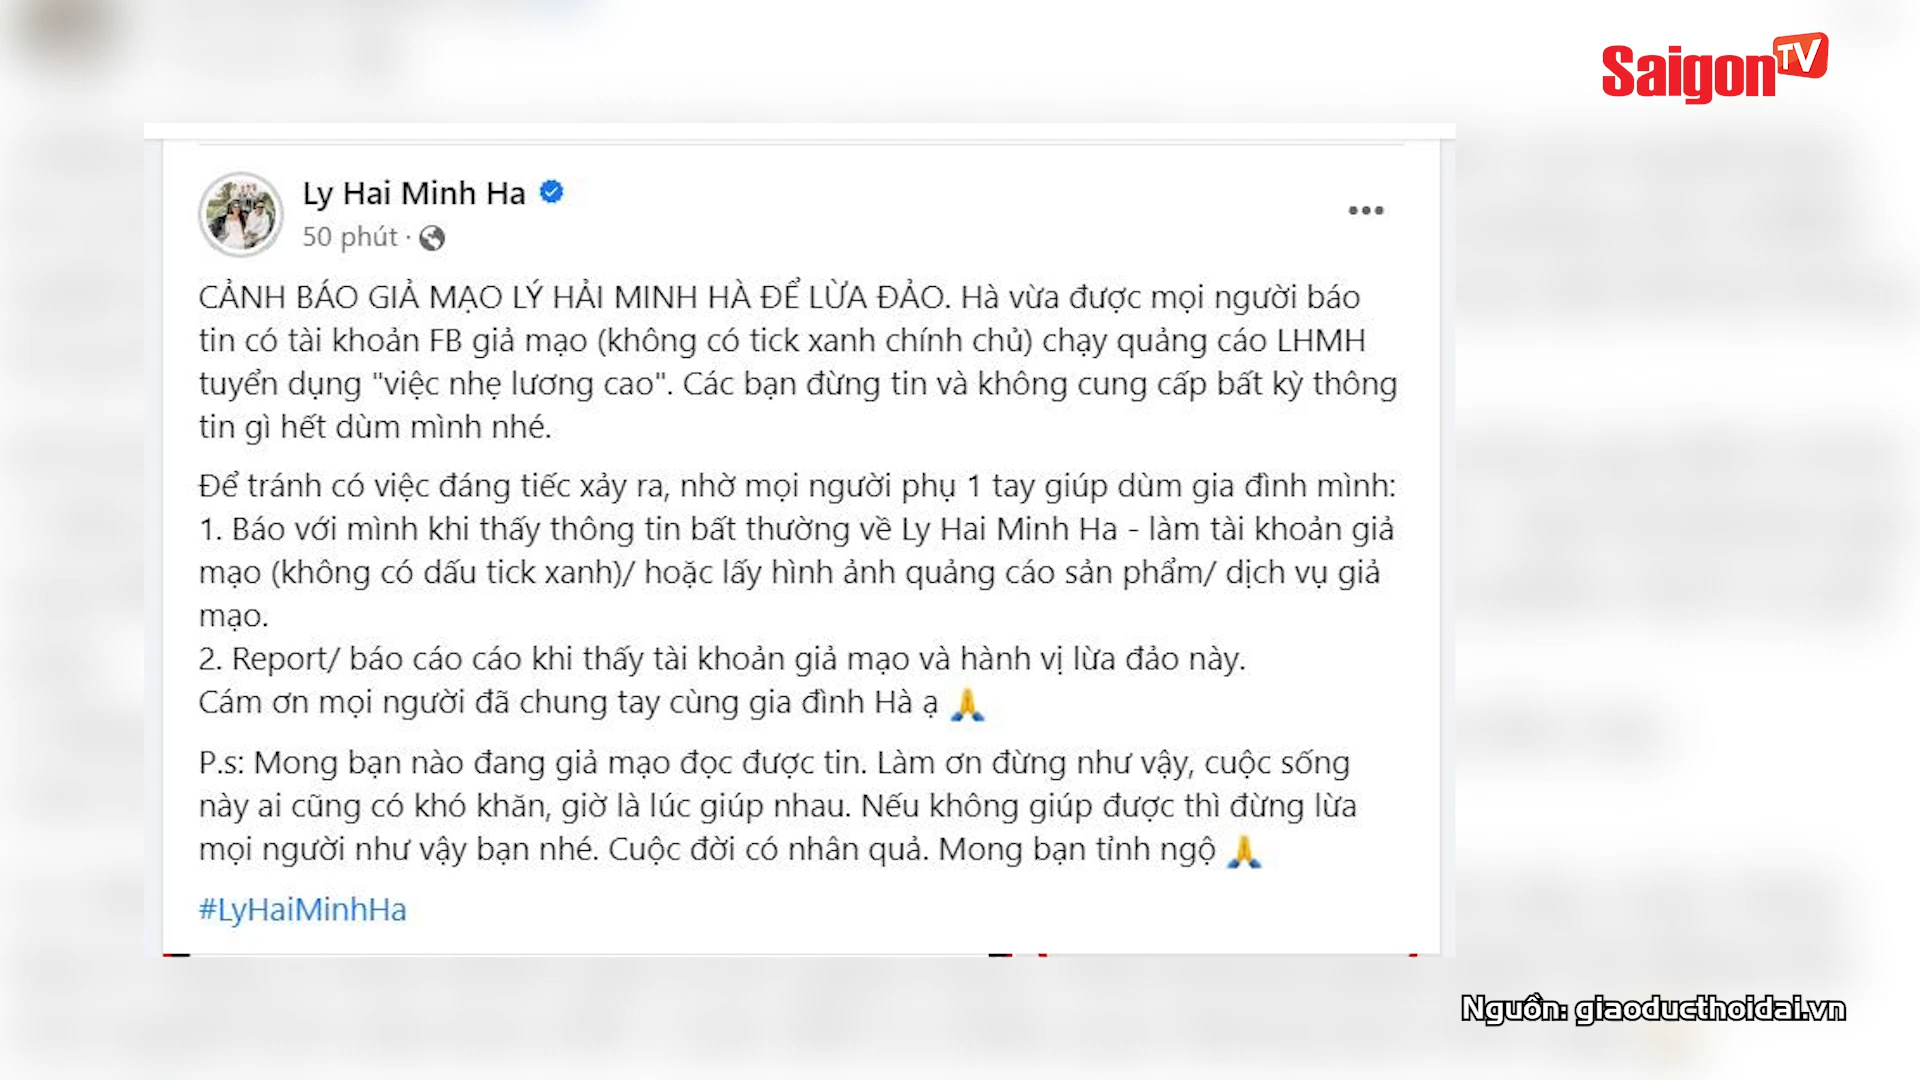 Saigon TV
Ly Hai Minh Ha
50 phút ·
CẢNH BÁO GIẢ MẠO LÝ HẢI MINH HÀ ĐỂ LỪA ĐẢO. Hà vừa được mọi người báo
tin có tài khoản FB giả mạo (không có tick xanh chính chủ) chạy quảng cáo LHMH
tuyển dụng "việc nhẹ lương cao". Các bạn đừng tin và không cung cấp bất kỳ thông
tin gì hết dùm mình nhé.
Để tránh có việc đáng tiếc xảy ra, nhờ mọi người phụ 1 tay giúp dùm gia đình mình:
1. Báo với mình khi thấy thông tin bất thường về Ly Hai Minh Ha - làm tài khoản giả
mạo (không có dấu tick xanh)/ hoặc lấy hình ảnh quảng cáo sản phẩm/ dịch vụ giả
mạo.
2. Report/ báo cáo cáo khi thấy tài khoản giả mạo và hành vị lừa đảo này.
Cám ơn mọi người đã chung tay cùng gia đình Hà ạ 🙏
P.s: Mong bạn nào đang giả mạo đọc được tin. Làm ơn đừng như vậy, cuộc sống
này ai cũng có khó khăn, giờ là lúc giúp nhau. Nếu không giúp được thì đừng lừa
mọi người như vậy bạn nhé. Cuộc đời có nhân quả. Mong bạn tỉnh ngộ 🙏
#LyHaiMinhHa
Nguồn: giaoducthoidai.vn